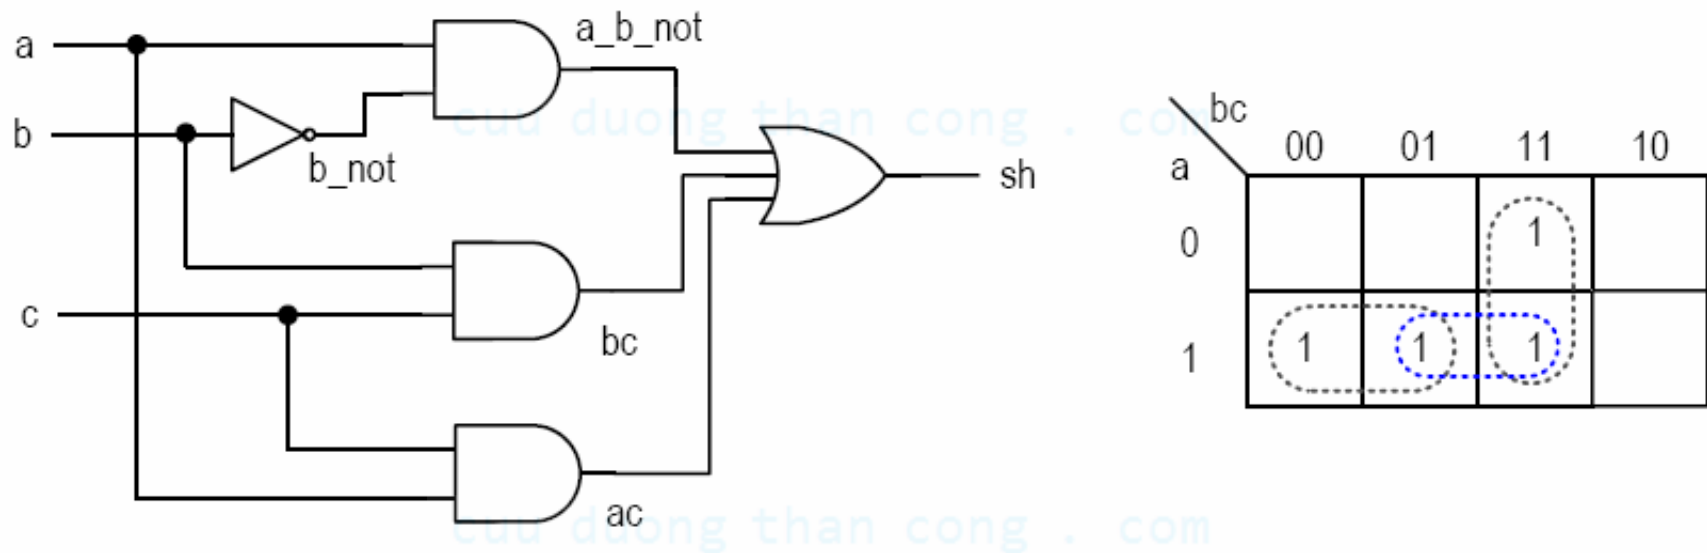 a
a_b_not
cuu duong than cong . com
b
b_not
sh
c
bc
ac
cuu duong than cong . com
bc
a
00 01 11 10
0
1
1
1 1 1